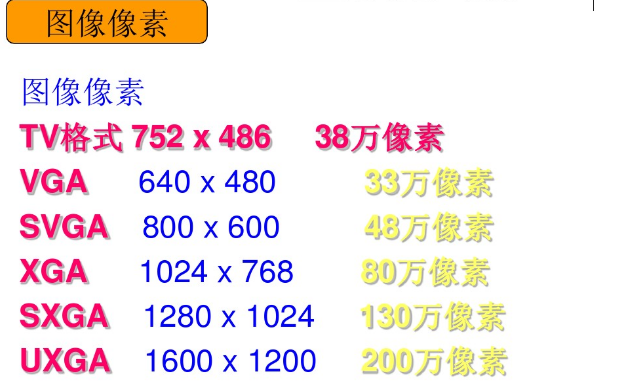 图像像素
图像像素
TV格式 752 x 486 38万像素
VGA 640 x 480 33万像素
SVGA 800 x 600 48万像素
XGA 1024 x 768 80万像素
SXGA 1280 x 1024 130万像素
UXGA 1600 x 1200 200万像素